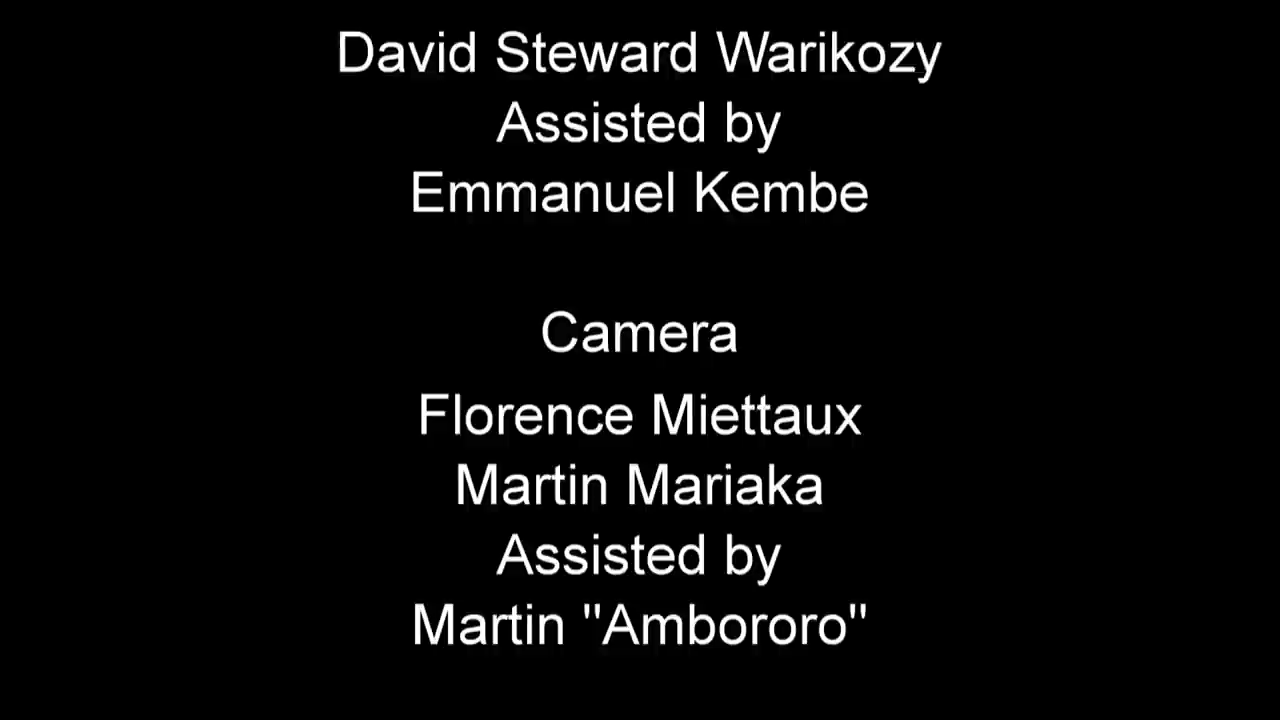 David Steward Warikozy
Assisted by
Emmanuel Kembe
Camera
Florence Miettaux
Martin Mariaka
Assisted by
Martin "Ambororo"